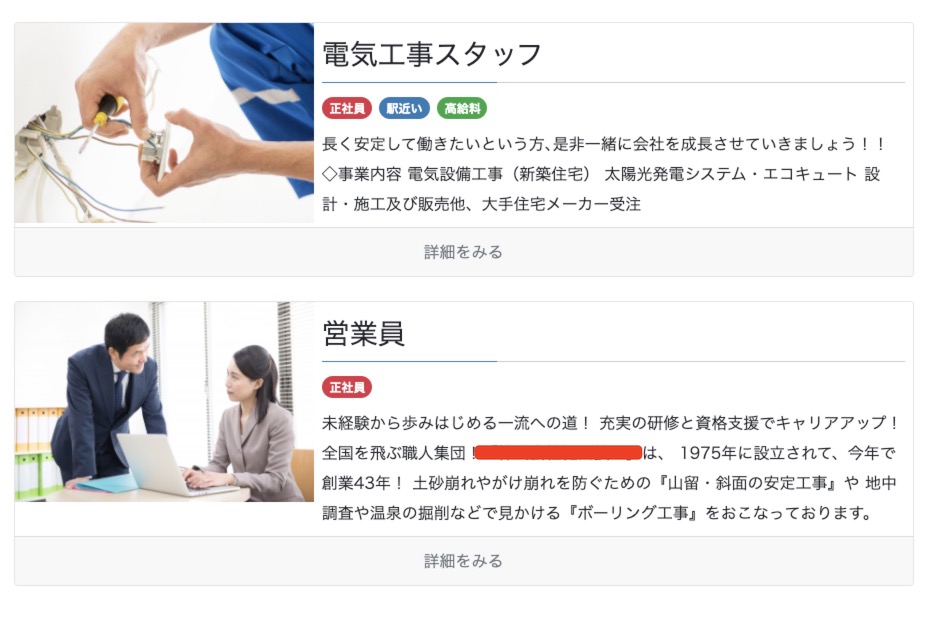 電気工事スタッフ
正社員 駅近い 高給料
長く安定して働きたいという方、是非一緒に会社を成長させていきましょう！！
◇事業内容 電気設備工事（新築住宅） 太陽光発電システム・エコキュート 設
計・施工及び販売他、大手住宅メーカー受注
詳細をみる
営業員
正社員
未経験から歩みはじめる一流への道！ 充実の研修と資格支援でキャリアアップ！
全国を飛ぶ職人集団！は、 1975年に設立されて、今年で
創業43年！ 土砂崩れやがけ崩れを防ぐための『山留・斜面の安定工事』や 地中
調査や温泉の掘削などで見かける『ボーリング工事』をおこなっております。
詳細をみる